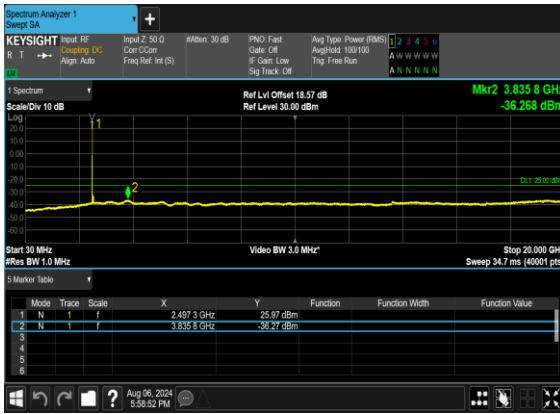 Spectrum Analyzer 1
Swept SA
+
KEYSIGHT
R T
Input: RF
Coupling: DC
Align: Auto
Input Z: 50 Ω
Corr CCorr
Freq Ref: Int (S)
#Atten: 30 dB
PNO: Fast
Gate: Off
IF Gain: Low
Sig Track: Off
Avg Type: Power (RMS)
Avg|Hold: 100/100
Trig: Free Run
1 2 3 4 5 6
A W W W W W
A N N N N N
1 Spectrum
Scale/Div 10 dB
Ref Lvl Offset 18.57 dB
Ref Level 30.00 dBm
Mkr2 3.835 8 GHz
-36.268 dBm
Log
20.0
10.0
0.00
-10.0
-20.0
-30.0
-40.0
-50.0
-60.0
1
2
DL1 -25.00 dBm
Start 30 MHz
#Res BW 1.0 MHz
Video BW 3.0 MHz*
Stop 20.000 GHz
Sweep 34.7 ms (40001 pts)
5 Marker Table
Mode Trace Scale X Y Function Function Width Function Value
1 N 1 f 2.497 3 GHz 25.97 dBm
2 N 1 f 3.835 8 GHz -36.27 dBm
3
4
5
6
?
Aug 06, 2024
5:58:52 PM